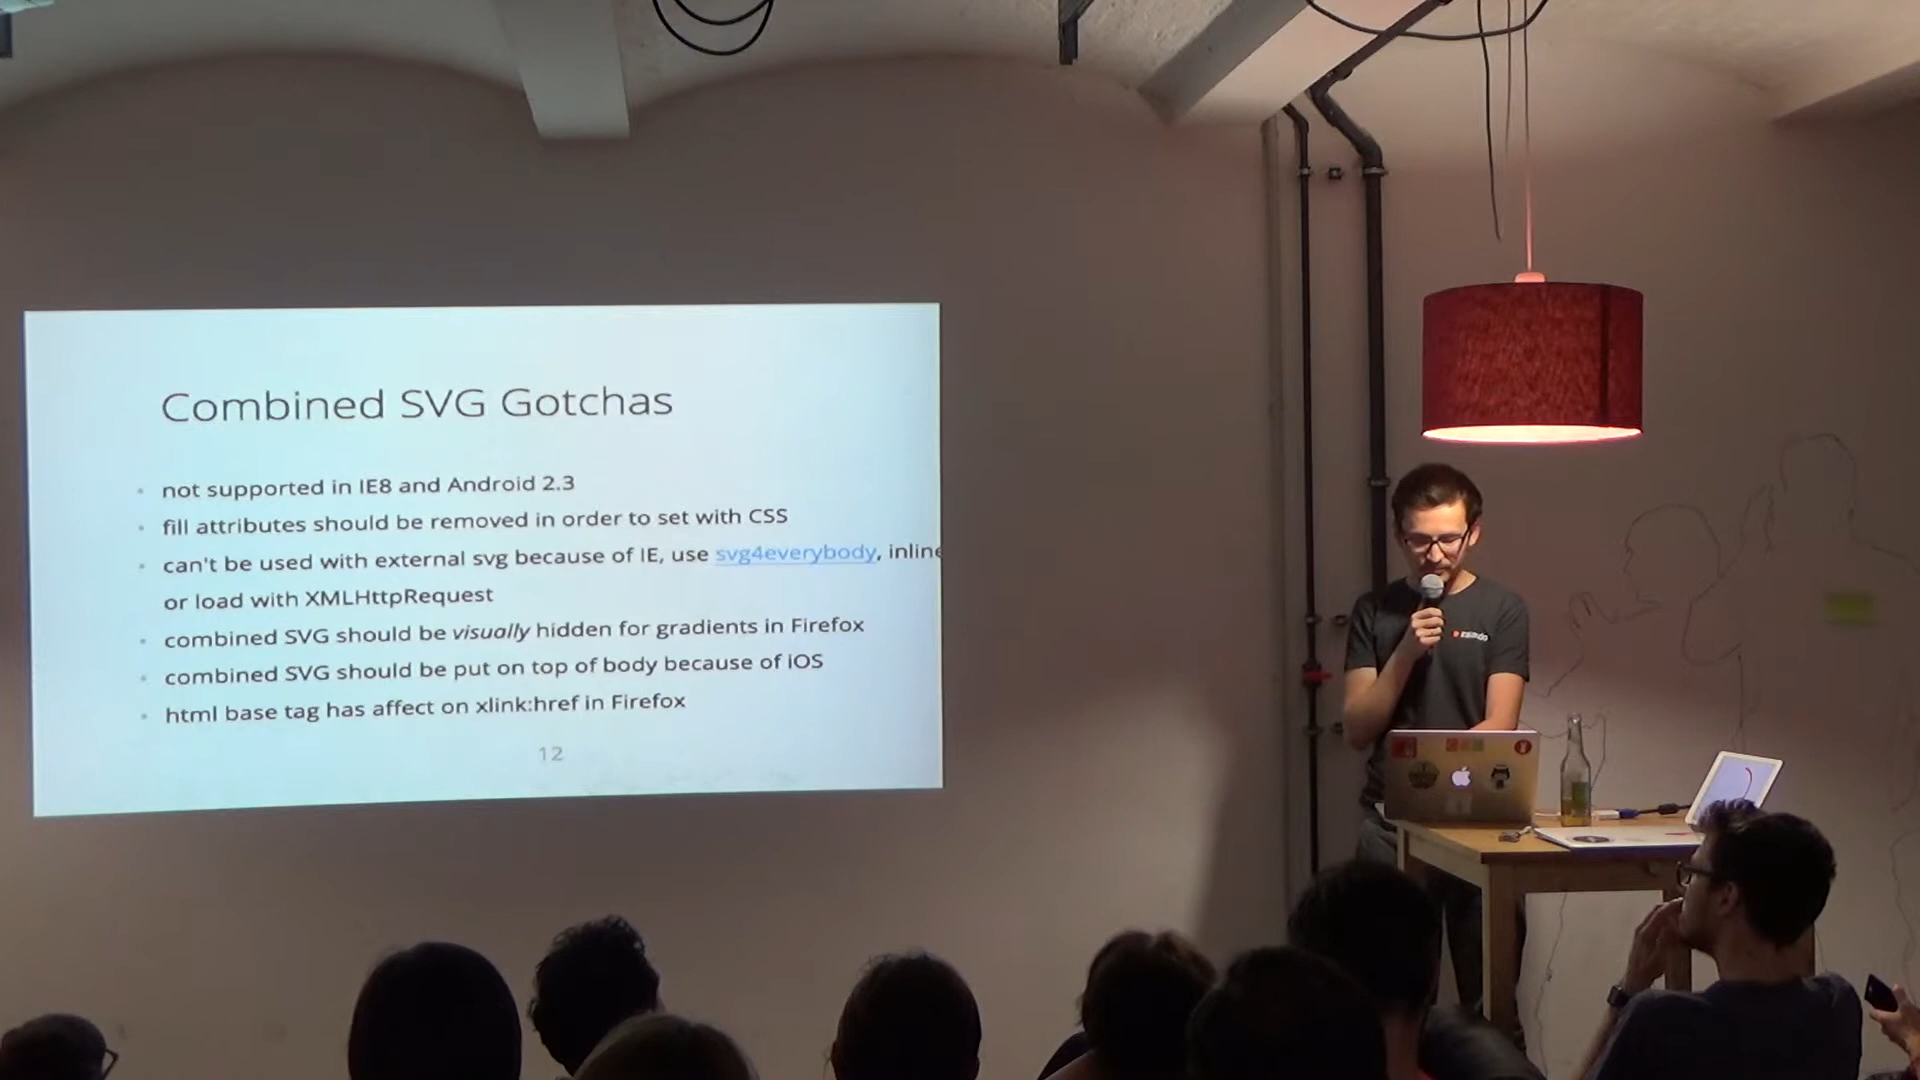 Combined SVG Gotchas
not supported in IE8 and Android 2.3
fill attributes should be removed in order to set with CSS
can't be used with external svg because of IE, use svg4everybody, inline
or load with XMLHttpRequest
combined SVG should be visually hidden for gradients in Firefox
combined SVG should be put on top of body because of iOS
html base tag has affect on xlink:href in Firefox
12
zalando